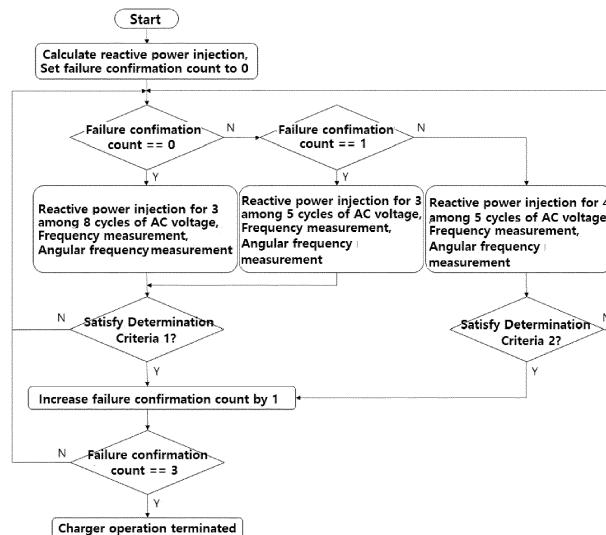 Start
Calculate reactive power injection,
Set failure confirmation count to 0
Failure confimation
count == 0
N
Failure confimation
count == 1
N
Y
Y
Reactive power injection for 3
among 8 cycles of AC voltage,
Frequency measurement,
Angular frequency measurement
Reactive power injection for 3
among 5 cycles of AC voltage,
Frequency measurement,
Angular frequency
measurement
Reactive power injection for 4
among 5 cycles of AC voltage
Frequency measurement,
Angular frequency
measurement
N
Satisfy Determination
Criteria 1?
Satisfy Determination
Criteria 2?
N
Y
Y
Increase failure confirmation count by 1
N
Failure confirmation
count == 3
Y
Charger operation terminated